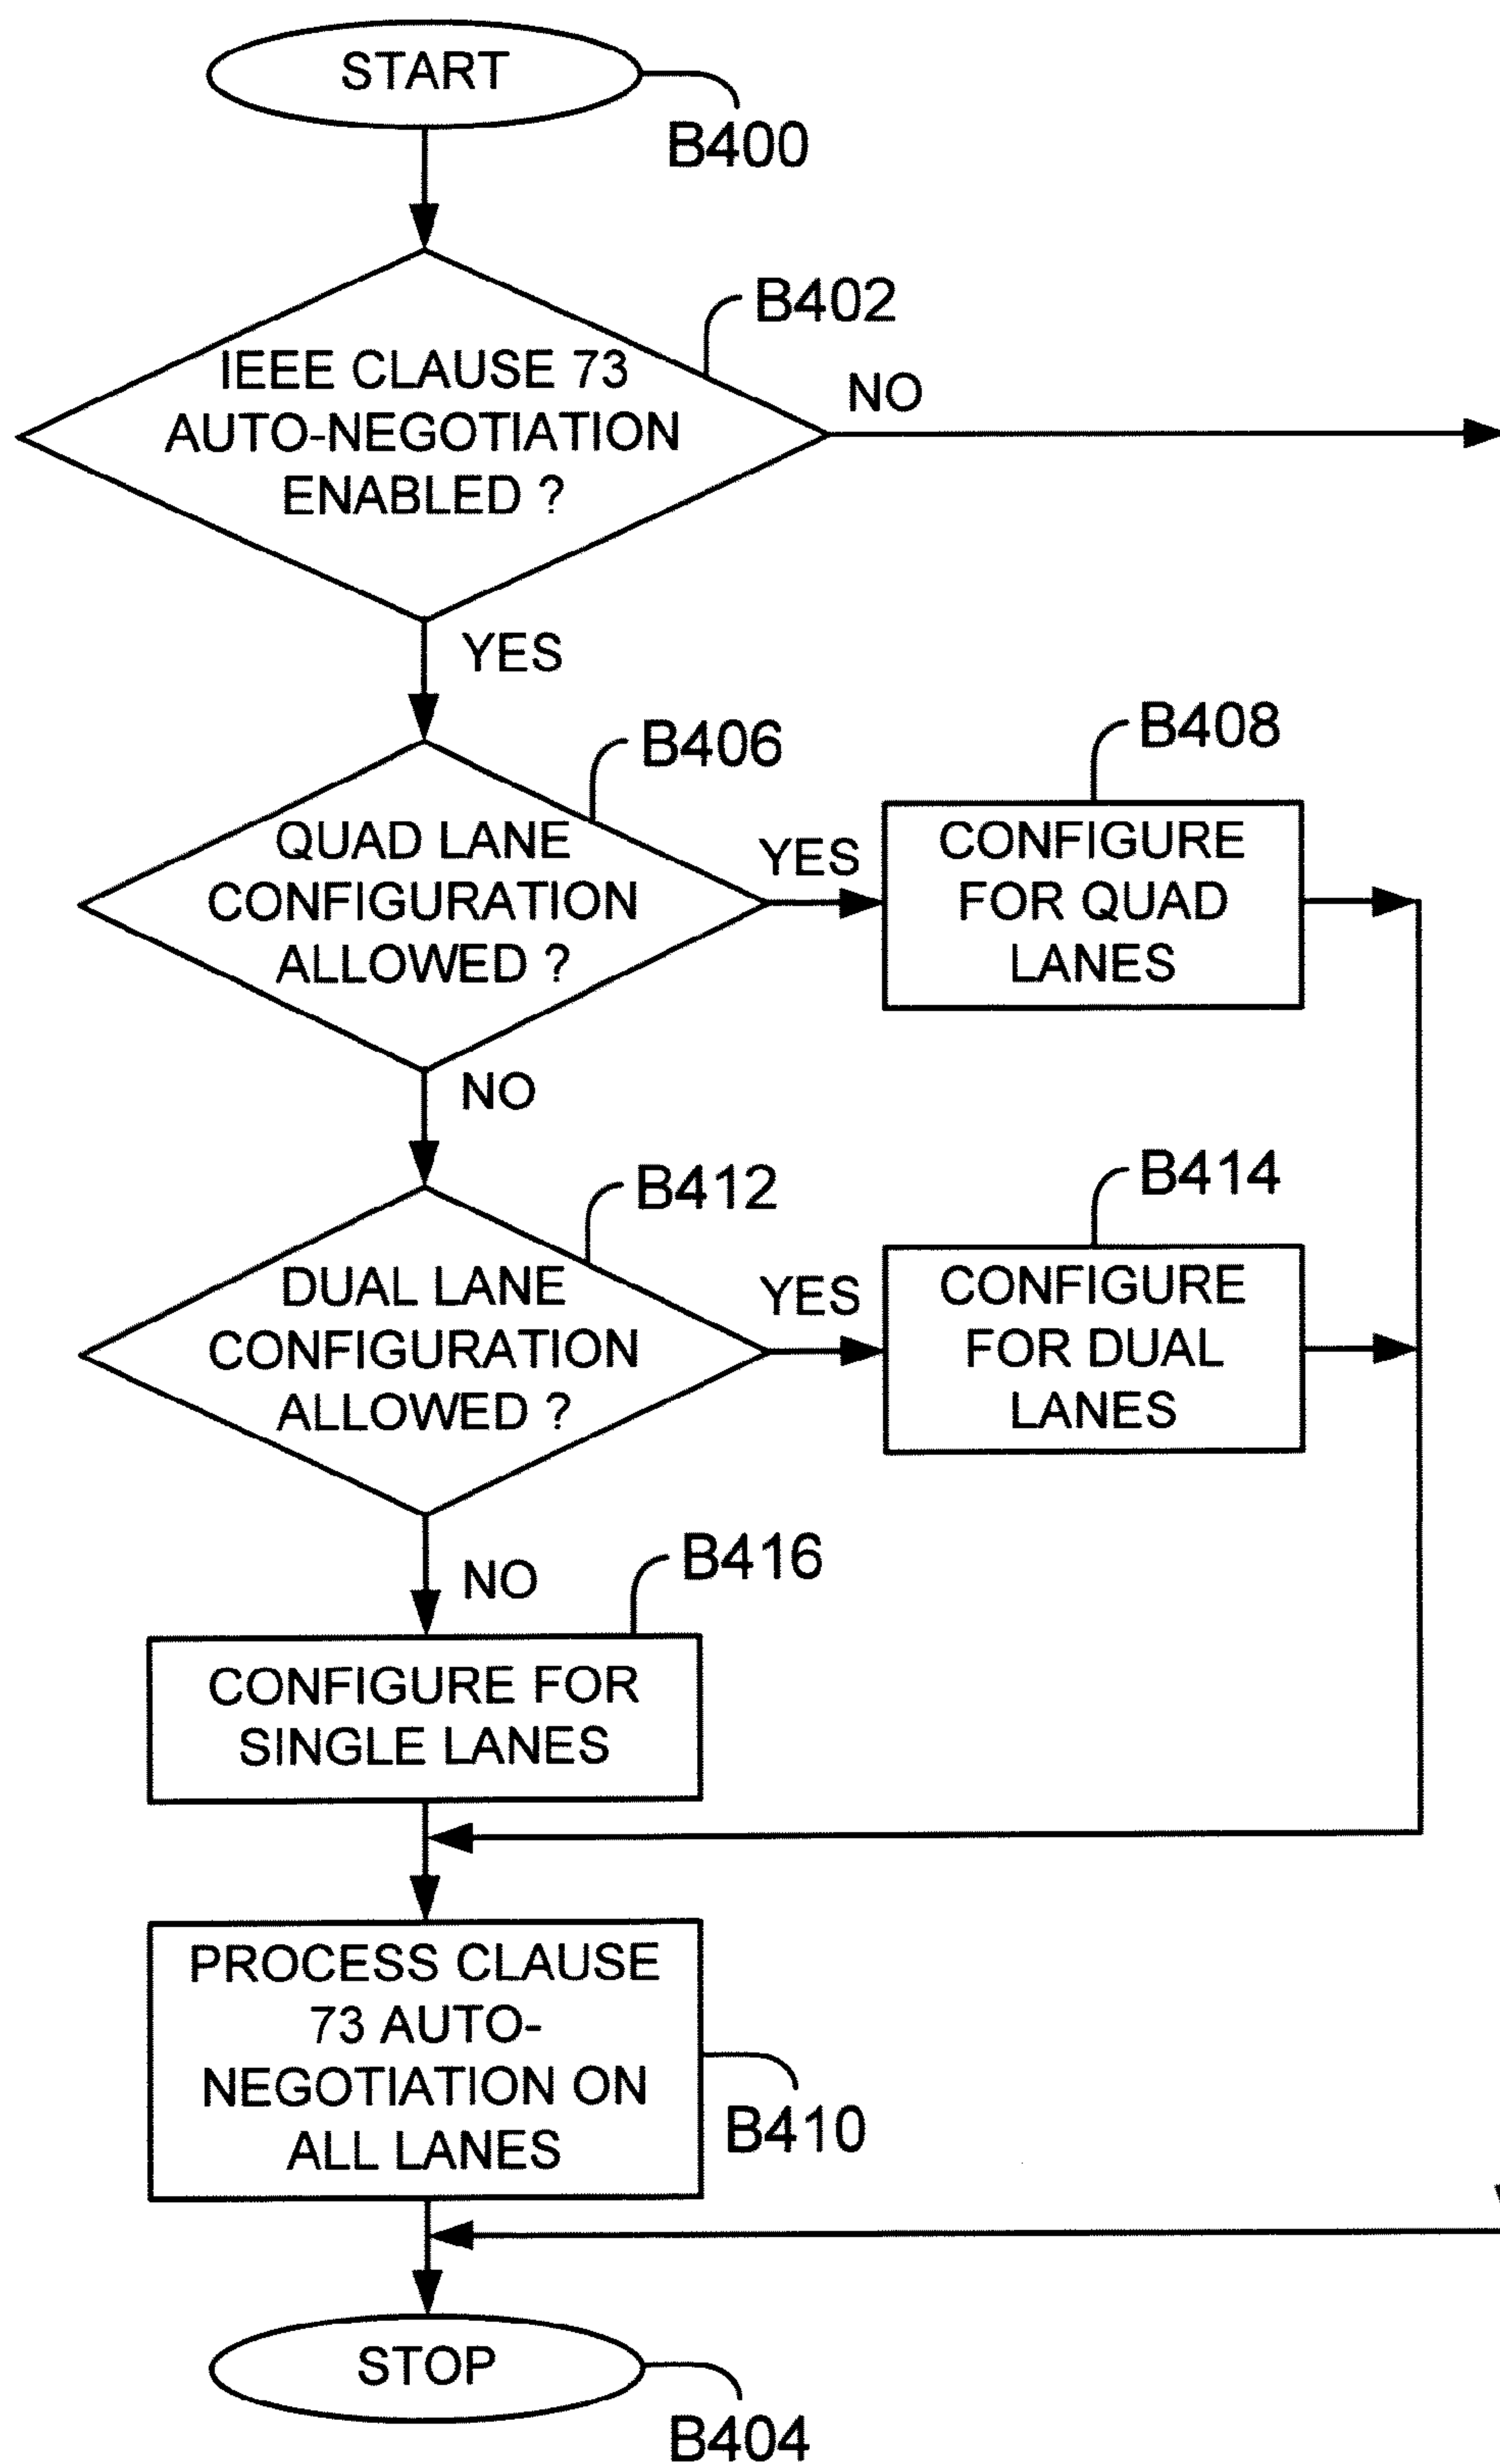 START
B400
B402
IEEE CLAUSE 73
AUTO-NEGOTIATION
ENABLED ?
NO
YES
B406
QUAD LANE
CONFIGURATION
ALLOWED ?
YES
B408
CONFIGURE
FOR QUAD
LANES
NO
B412
DUAL LANE
CONFIGURATION
ALLOWED ?
YES
B414
CONFIGURE
FOR DUAL
LANES
NO
B416
CONFIGURE FOR
SINGLE LANES
PROCESS CLAUSE
73 AUTO-
NEGOTIATION ON
ALL LANES
B410
STOP
B404